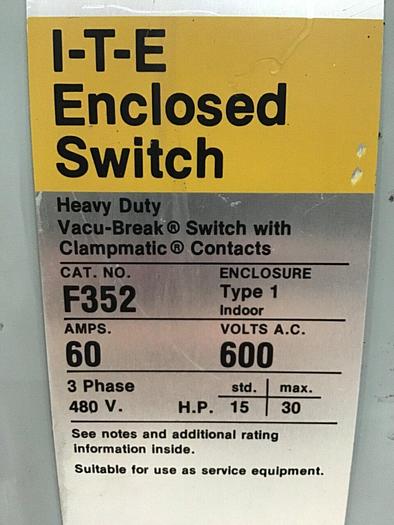 I-T-E
Enclosed
Switch
Heavy Duty
Vacu-Break® Switch with
Clampmatic® Contacts
CAT. NO. ENCLOSURE
F352 Type 1
Indoor
AMPS. VOLTS A.C.
60 600
3 Phase std. max.
480 V. H.P. 15 30
See notes and additional rating
information inside.
Suitable for use as service equipment.